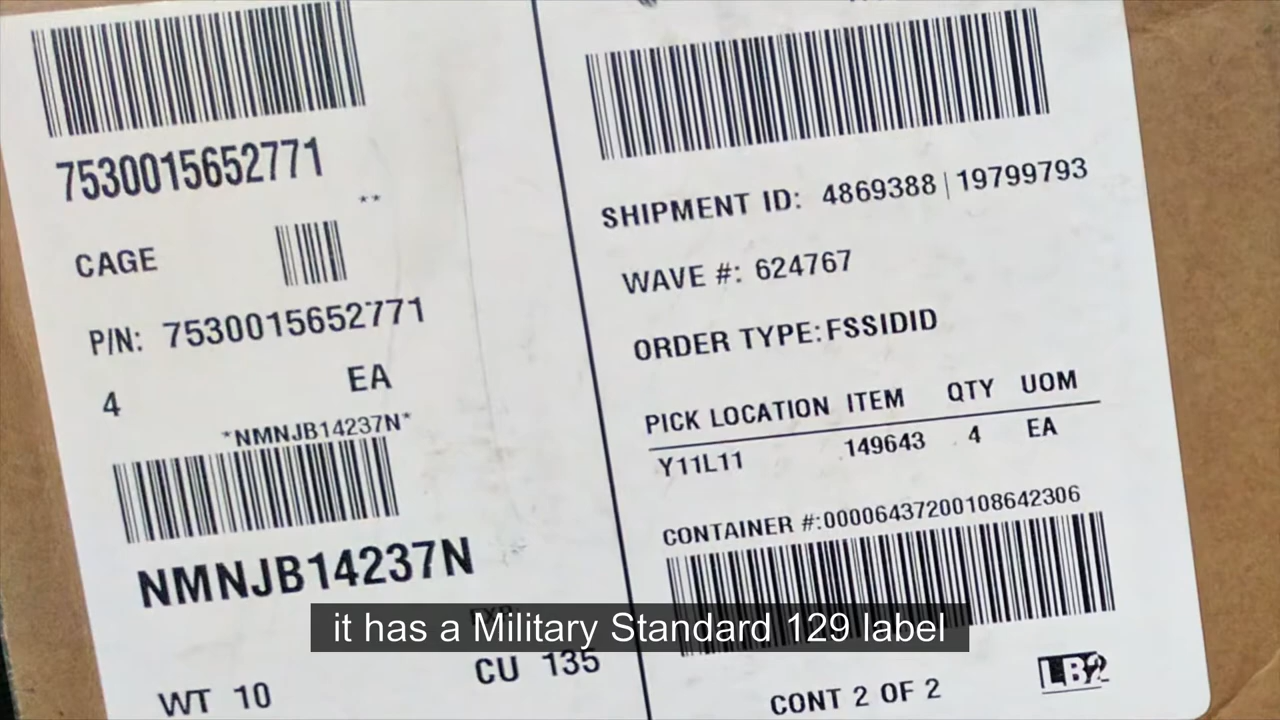 7530015652771
**
CAGE
P/N: 7530015652771
4 EA
*NMNJB14237N*
NMNJB14237N
CU 135
WT 10
SHIPMENT ID: 4869388 | 19799793
WAVE #: 624767
ORDER TYPE: FSSIDID
PICK LOCATION ITEM QTY UOM
Y11L11 149643 4 EA
CONTAINER #:00006437200108642306
CONT 2 OF 2
LB2
it has a Military Standard 129 label